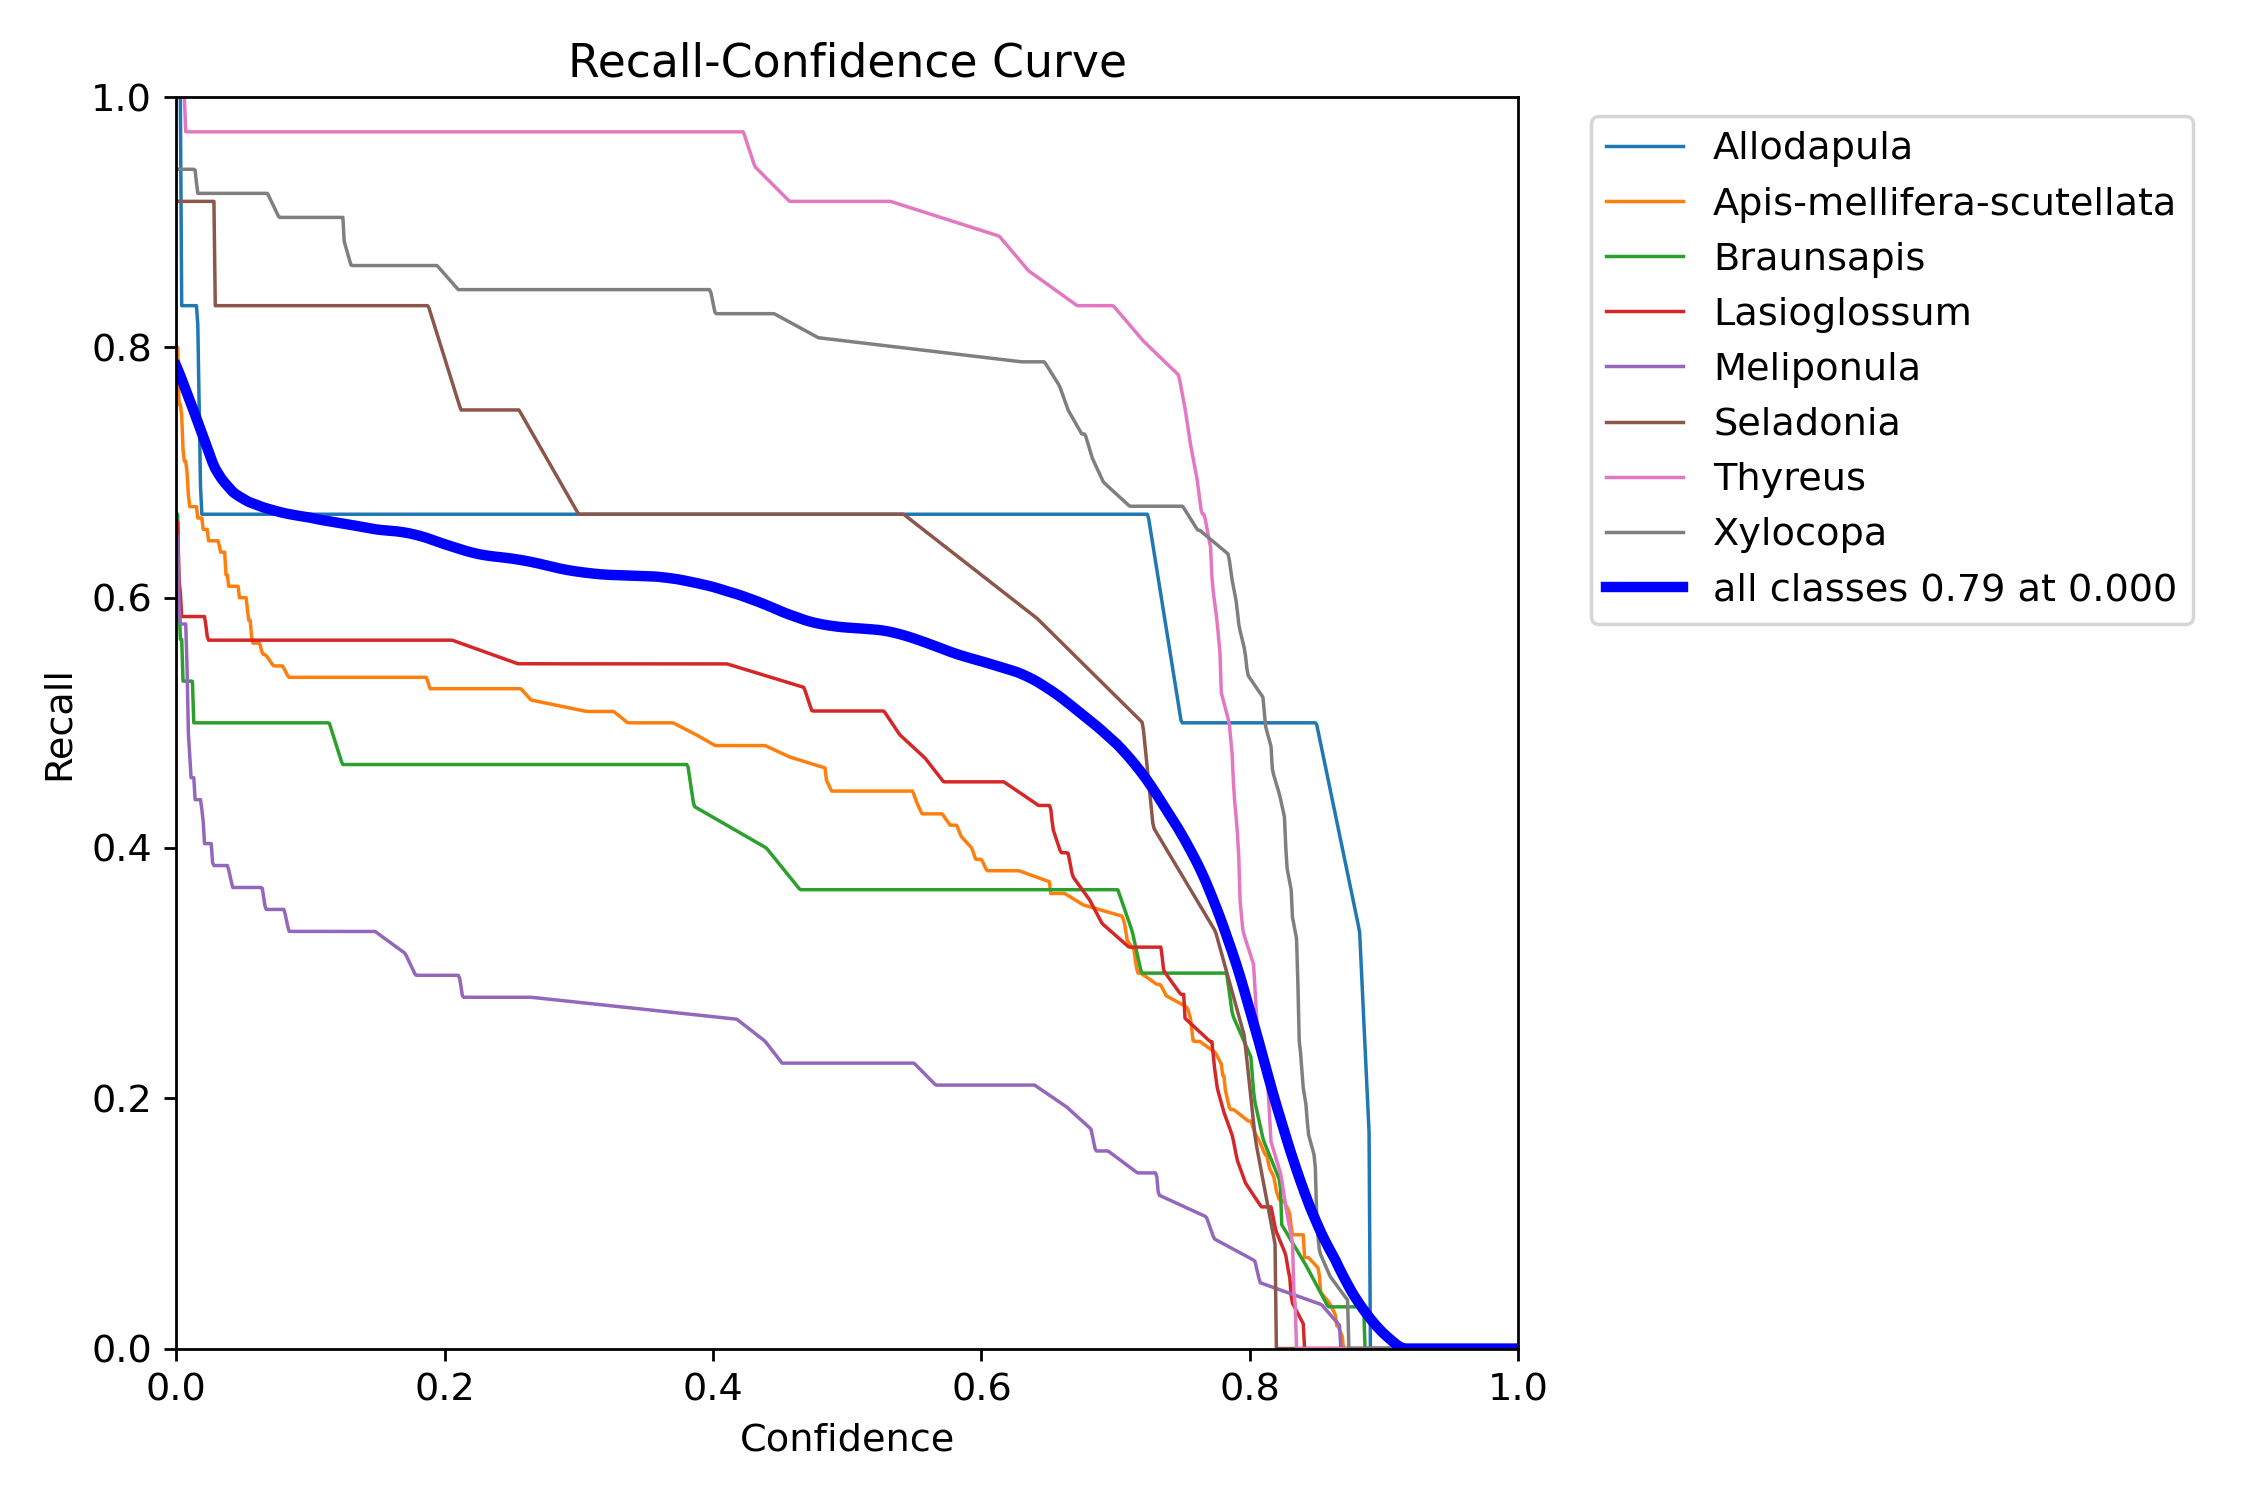 Recall-Confidence Curve
1.0
0.8
0.6
0.4
0.2
0.0
Recall
0.0 0.2 0.4 0.6 0.8 1.0
Confidence
Allodapula
Apis-mellifera-scutellata
Braunsapis
Lasioglossum
Meliponula
Seladonia
Thyreus
Xylocopa
all classes 0.79 at 0.000